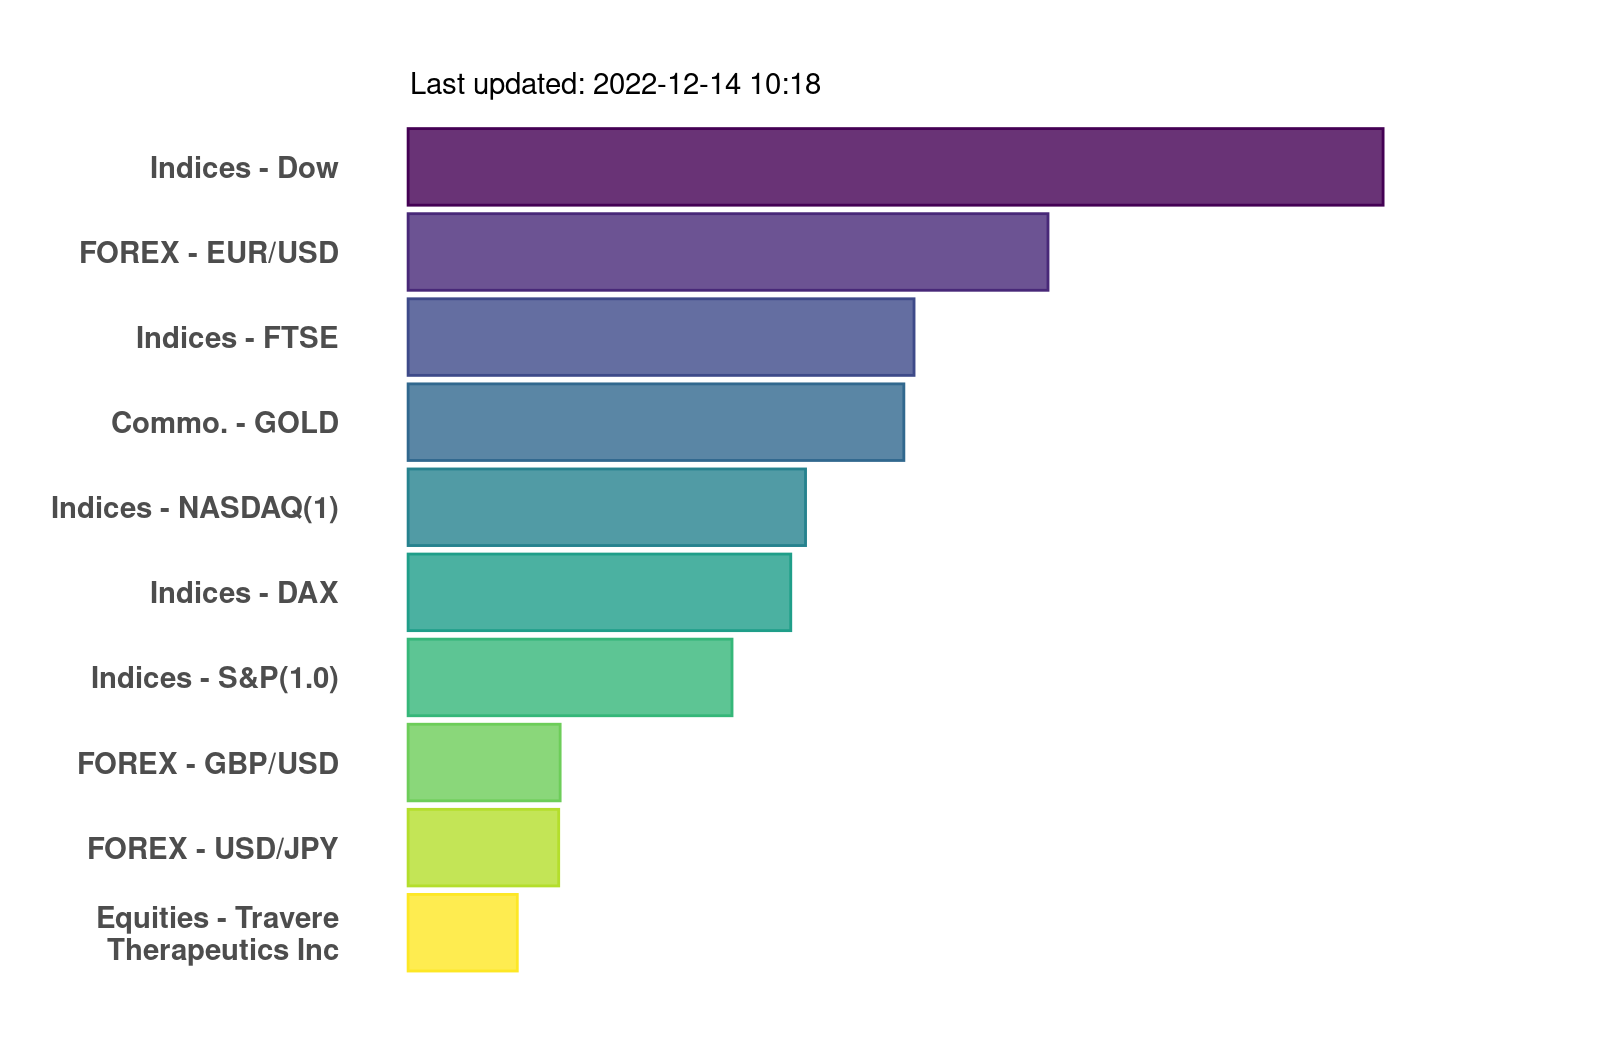 Last updated: 2022-12-14 10:18
Indices - Dow
FOREX - EUR/USD
Indices - FTSE
Commo. - GOLD
Indices - NASDAQ(1)
Indices - DAX
Indices - S&P(1.0)
FOREX - GBP/USD
FOREX - USD/JPY
Equities - Travere
Therapeutics Inc